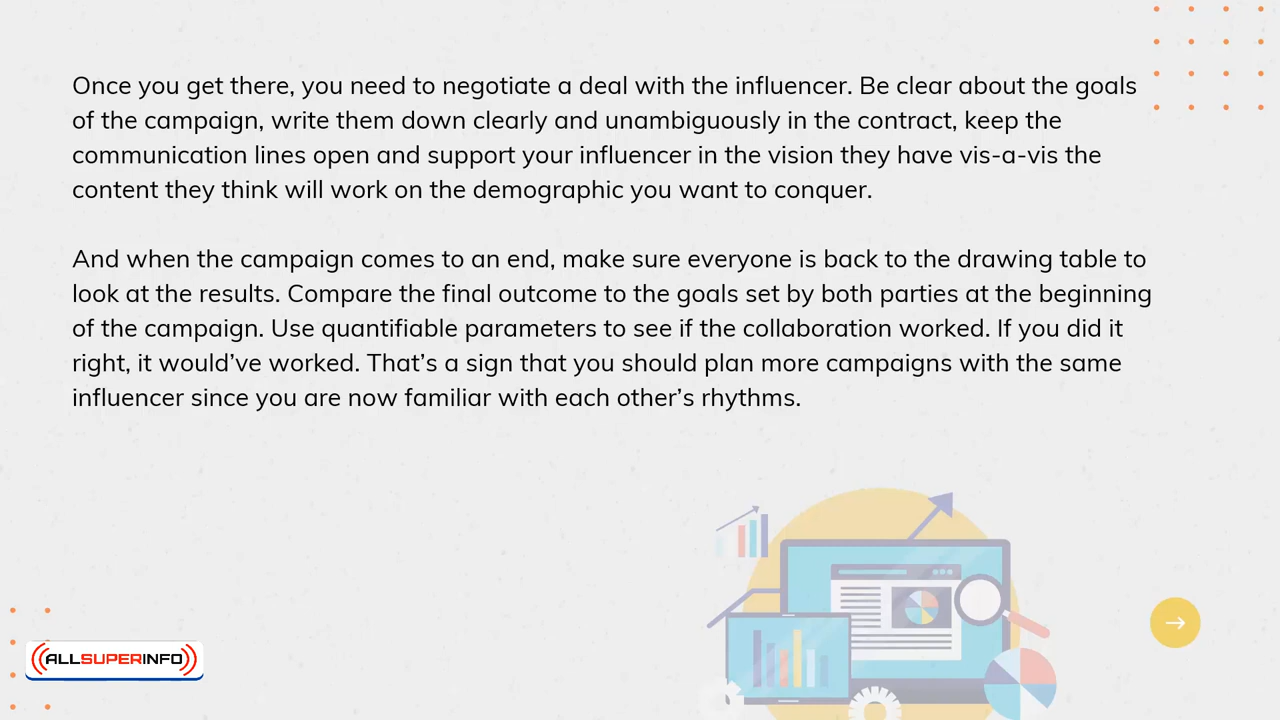 Once you get there, you need to negotiate a deal with the influencer. Be clear about the goals
of the campaign, write them down clearly and unambiguously in the contract, keep the
communication lines open and support your influencer in the vision they have vis-a-vis the
content they think will work on the demographic you want to conquer.
And when the campaign comes to an end, make sure everyone is back to the drawing table to
look at the results. Compare the final outcome to the goals set by both parties at the beginning
of the campaign. Use quantifiable parameters to see if the collaboration worked. If you did it
right, it would’ve worked. That’s a sign that you should plan more campaigns with the same
influencer since you are now familiar with each other’s rhythms.
ALLSUPERINFO